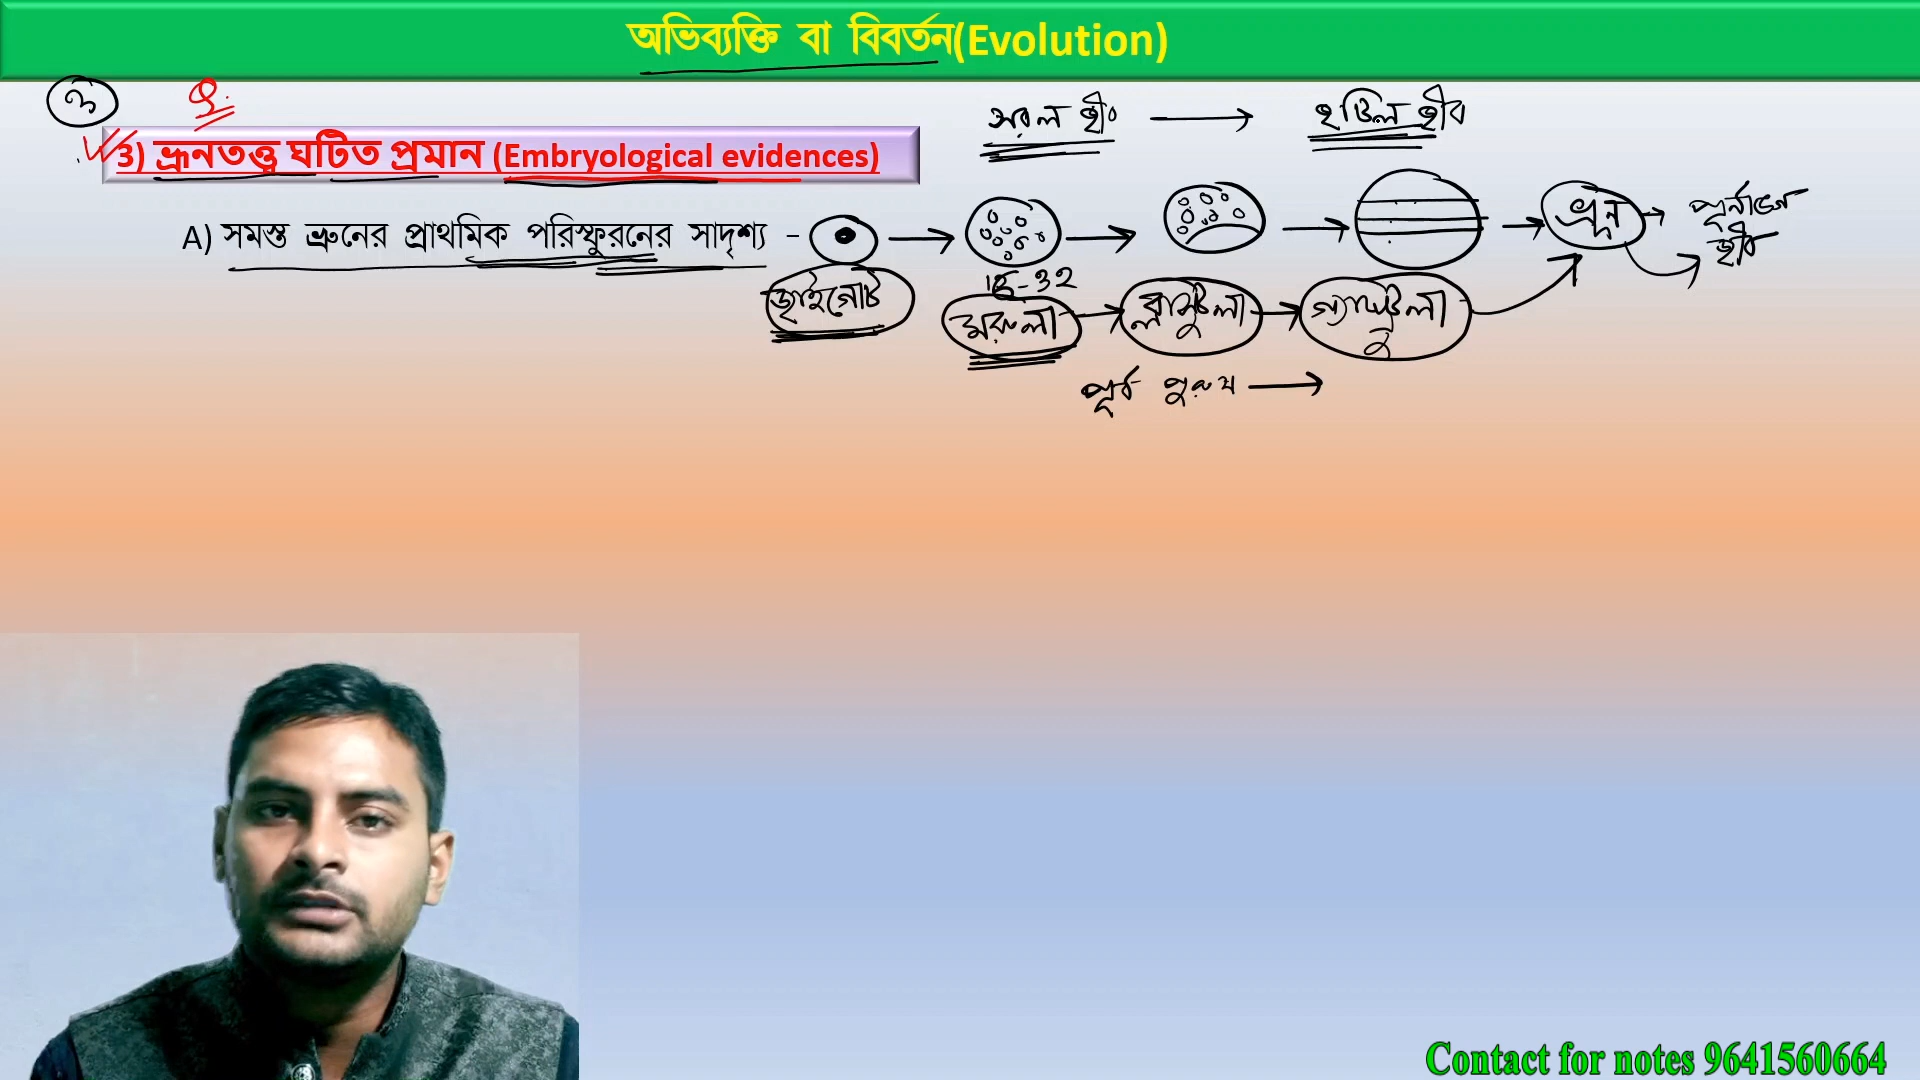 অভিব্যক্তি বা বিবর্তন(Evolution)
৩
সরল জীব → জটিল জীব
3) ভ্রূনতত্ত্ব ঘটিত প্রমান (Embryological evidences)
A) সমস্ত ভ্রুনের প্রাথমিক পরিস্ফুরনের সাদৃশ্য -
ভ্রূন
পূর্নাঙ্গ
জীব
জাইগোট
16-32
মরুলা → ব্লাস্টুলা → গ্যাস্ট্রুলা
পূর্ব পুরুষ →
Contact for notes 9641560664